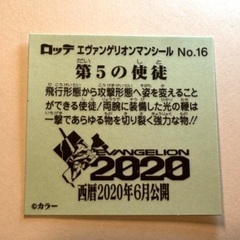 ロッテ エヴァンゲリオンマンシール No.16
第5の使徒
飛行形態から攻撃形態へ姿を変えること
ができる使徒!両腕に装備した光の鞭は
一撃であらゆる物を切り裂く強力な物!!
EVANGELION
2020
西暦2020年6月公開
©カラー